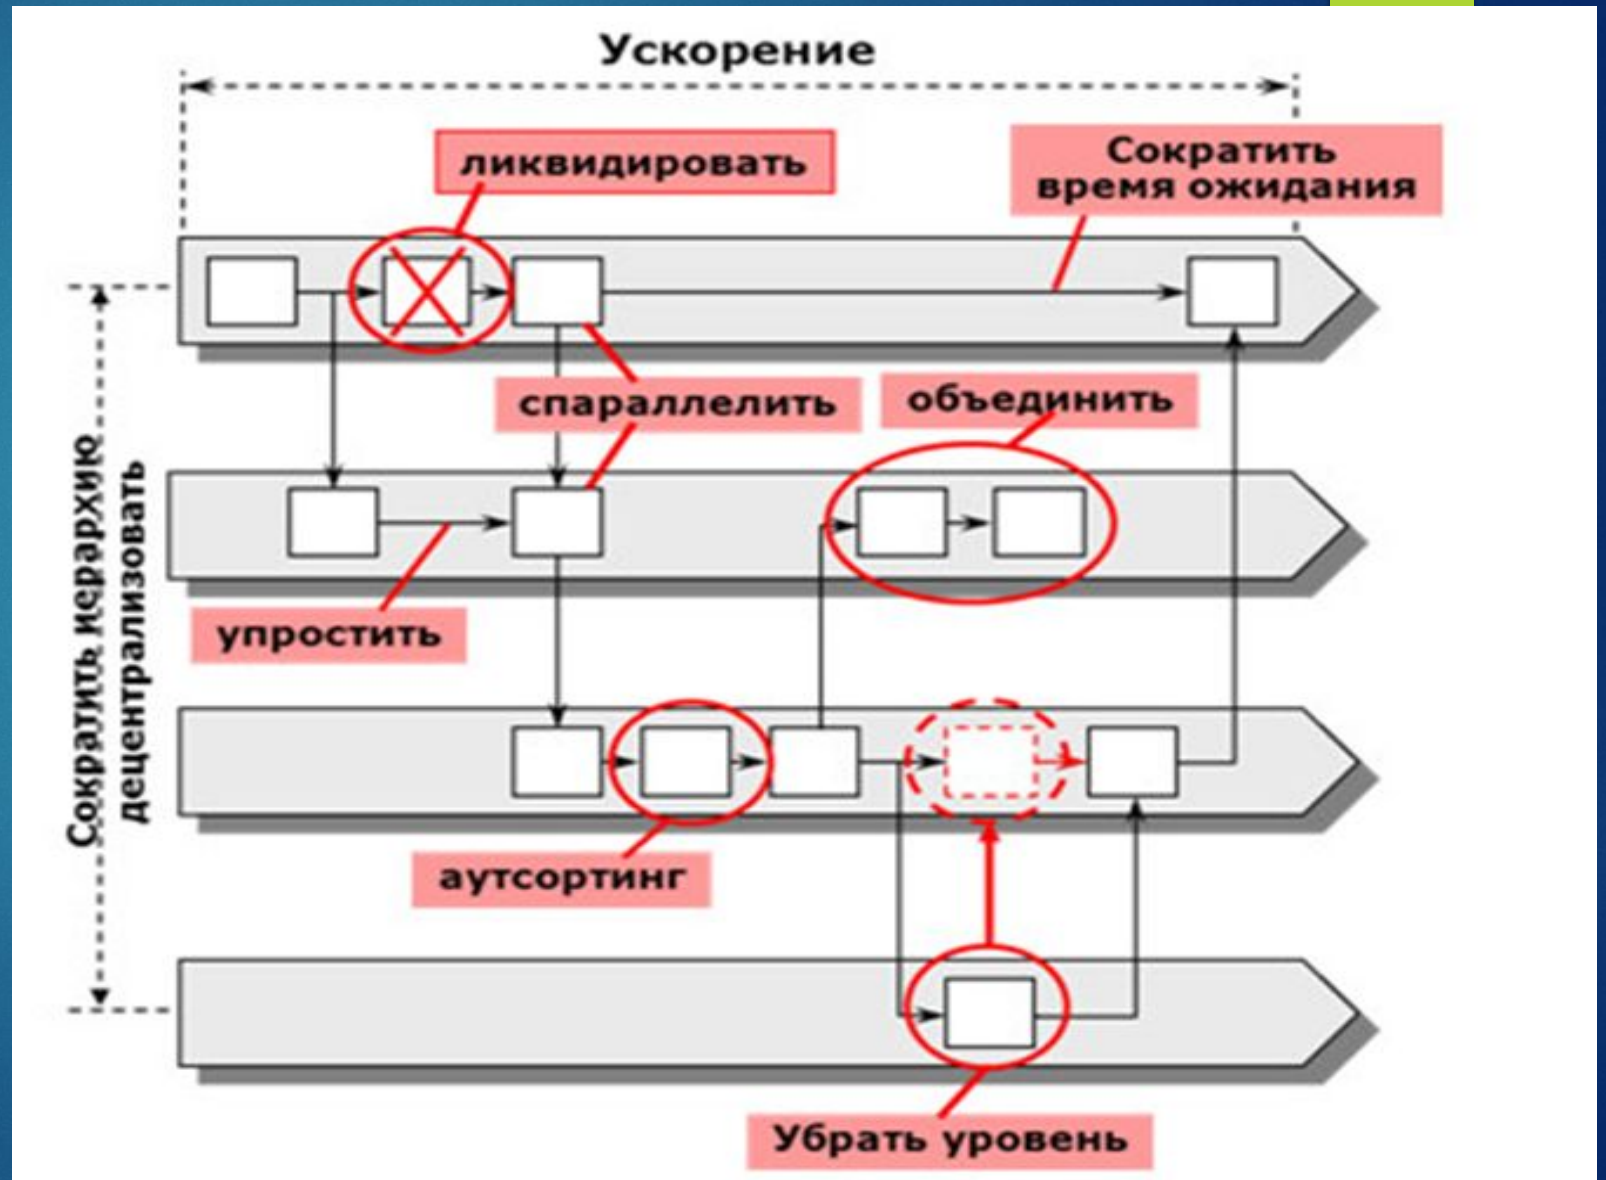 Ускорение
ликвидировать
Сократить
время ожидания
спараллелить
объединить
Сократить иерархию
децентрализовать
упростить
аутсортинг
Убрать уровень